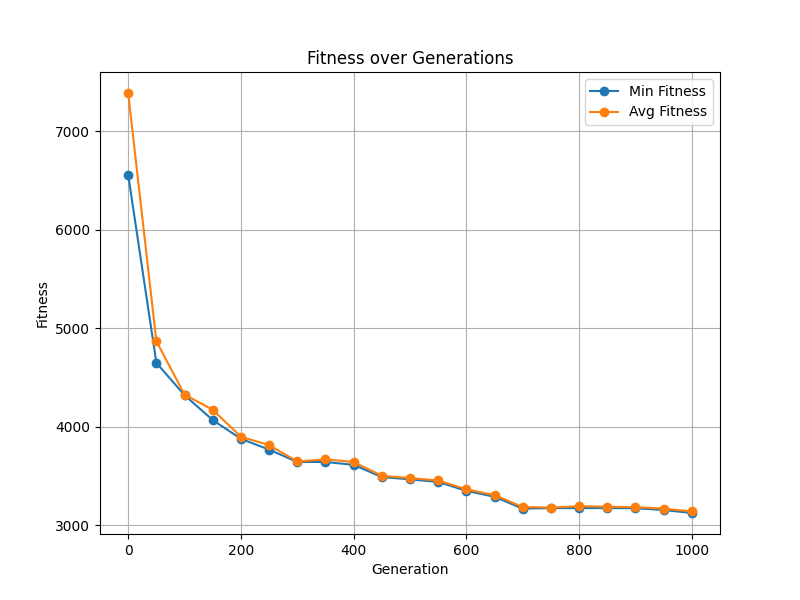 Fitness over Generations
Min Fitness
Avg Fitness
7000
6000
5000
4000
3000
Fitness
0 200 400 600 800 1000
Generation